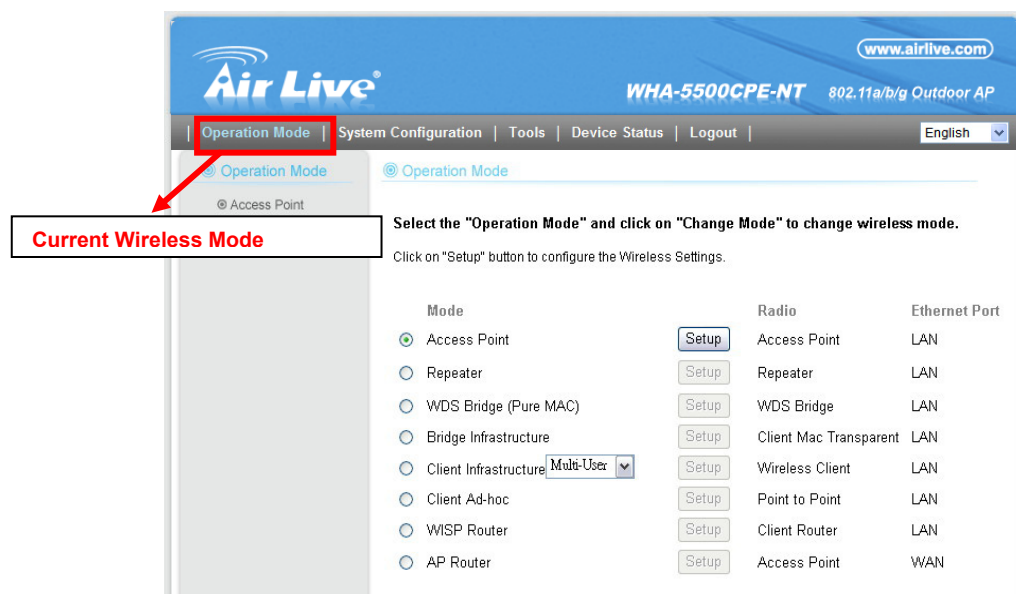 www.airlive.com
Air Live®
WHA-5500CPE-NT 802.11a/b/g Outdoor AP
| Operation Mode | System Configuration | Tools | Device Status | Logout | English
Operation Mode
Access Point
Current Wireless Mode
Operation Mode
Select the "Operation Mode" and click on "Change Mode" to change wireless mode.
Click on "Setup" button to configure the Wireless Settings.
Mode Radio Ethernet Port
Access Point Setup Access Point LAN
Repeater Setup Repeater LAN
WDS Bridge (Pure MAC) Setup WDS Bridge LAN
Bridge Infrastructure Setup Client Mac Transparent LAN
Client Infrastructure Multi-User Setup Wireless Client LAN
Client Ad-hoc Setup Point to Point LAN
WISP Router Setup Client Router LAN
AP Router Setup Access Point WAN